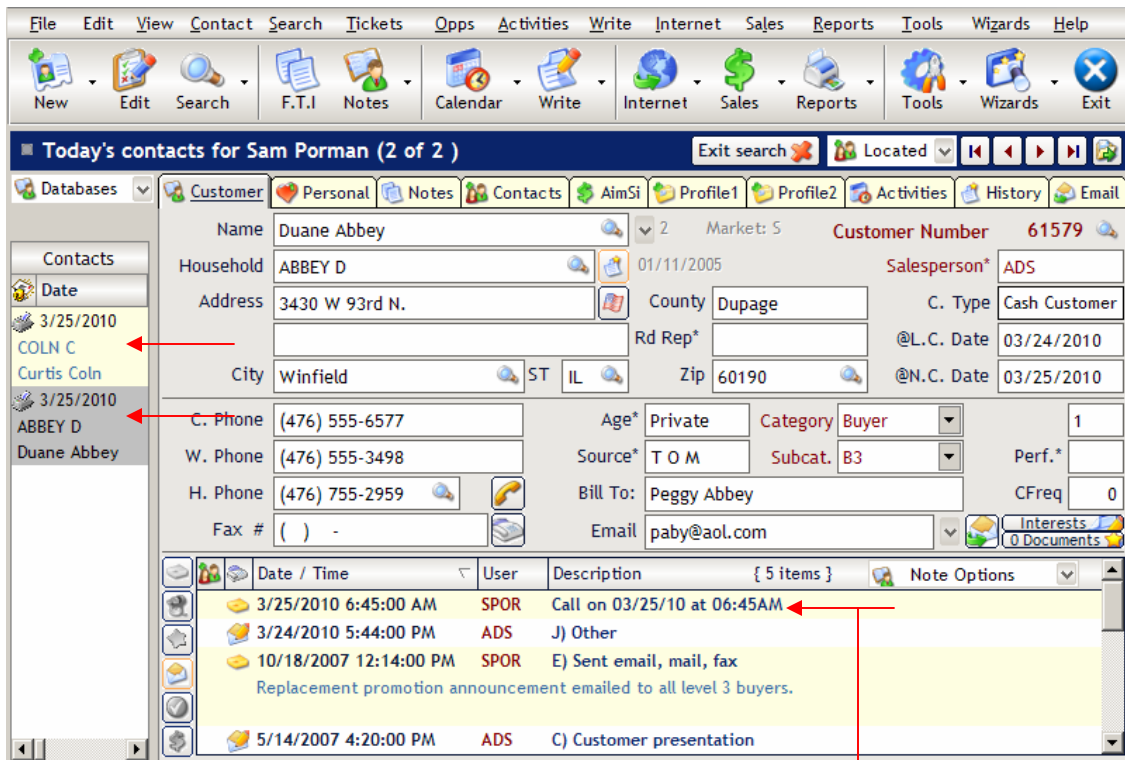 File Edit View Contact Search Tickets Opps Activities Write Internet Sales Reports Tools Wizards Help
New Edit Search F.T.I Notes Calendar Write Internet Sales Reports Tools Wizards Exit
Today's contacts for Sam Porman (2 of 2 ) Exit search Located
Databases Customer Personal Notes Contacts AimSi Profile1 Profile2 Activities History Email
Name Duane Abbey 2 Market: S Customer Number 61579
Contacts Household ABBEY D 01/11/2005 Salesperson* ADS
Date Address 3430 W 93rd N. County Dupage C. Type Cash Customer
3/25/2010
COLN C Rd Rep* @L.C. Date 03/24/2010
Curtis Coln City Winfield ST IL Zip 60190 @N.C. Date 03/25/2010
3/25/2010
ABBEY D C. Phone (476) 555-6577 Age* Private Category Buyer 1
Duane Abbey W. Phone (476) 555-3498 Source* T O M Subcat. B3 Perf.*
H. Phone (476) 755-2959 Bill To: Peggy Abbey CFreq 0
Fax # ( ) - Email paby@aol.com Interests
0 Documents
Date / Time User Description { 5 items } Note Options
3/25/2010 6:45:00 AM SPOR Call on 03/25/10 at 06:45AM
3/24/2010 5:44:00 PM ADS J) Other
10/18/2007 12:14:00 PM SPOR E) Sent email, mail, fax
Replacement promotion announcement emailed to all level 3 buyers.
5/14/2007 4:20:00 PM ADS C) Customer presentation